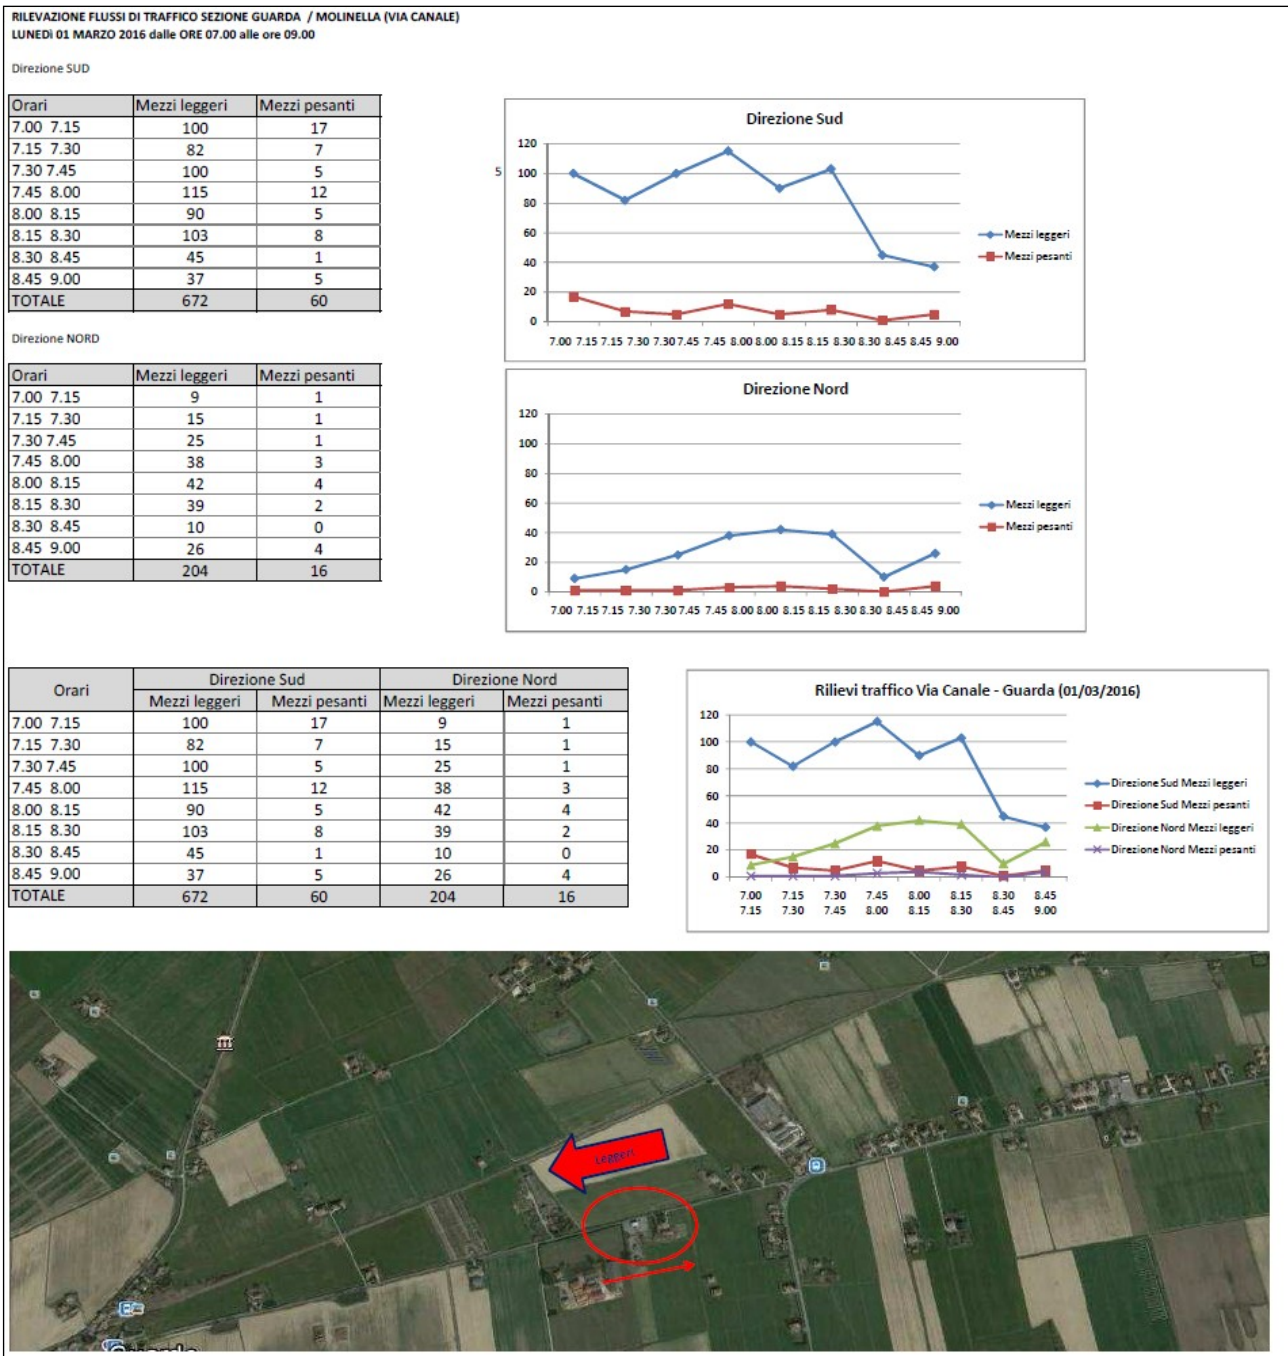 RILEVAZIONE FLUSSI DI TRAFFICO SEZIONE GUARDA / MOLINELLA (VIA CANALE)
LUNEDì 01 MARZO 2016 dalle ORE 07.00 alle ore 09.00
Direzione SUD
Orari Mezzi leggeri Mezzi pesanti
7.00 7.15 100 17
7.15 7.30 82 7
7.30 7.45 100 5
7.45 8.00 115 12
8.00 8.15 90 5
8.15 8.30 103 8
8.30 8.45 45 1
8.45 9.00 37 5
TOTALE 672 60
5
Direzione Sud
120
100
80
60
40
20
0
7.00 7.15 7.15 7.30 7.30 7.45 7.45 8.00 8.00 8.15 8.15 8.30 8.30 8.45 8.45 9.00
Mezzi leggeri
Mezzi pesanti
Direzione NORD
Orari Mezzi leggeri Mezzi pesanti
7.00 7.15 9 1
7.15 7.30 15 1
7.30 7.45 25 1
7.45 8.00 38 3
8.00 8.15 42 4
8.15 8.30 39 2
8.30 8.45 10 0
8.45 9.00 26 4
TOTALE 204 16
Direzione Nord
120
100
80
60
40
20
0
7.00 7.15 7.15 7.30 7.30 7.45 7.45 8.00 8.00 8.15 8.15 8.30 8.30 8.45 8.45 9.00
Mezzi leggeri
Mezzi pesanti
Orari Direzione Sud Direzione Nord
Mezzi leggeri Mezzi pesanti Mezzi leggeri Mezzi pesanti
7.00 7.15 100 17 9 1
7.15 7.30 82 7 15 1
7.30 7.45 100 5 25 1
7.45 8.00 115 12 38 3
8.00 8.15 90 5 42 4
8.15 8.30 103 8 39 2
8.30 8.45 45 1 10 0
8.45 9.00 37 5 26 4
TOTALE 672 60 204 16
Rilievi traffico Via Canale - Guarda (01/03/2016)
120
100
80
60
40
20
0
7.00 7.15 7.30 7.45 8.00 8.15 8.30 8.45
7.15 7.30 7.45 8.00 8.15 8.30 8.45 9.00
Direzione Sud Mezzi leggeri
Direzione Sud Mezzi pesanti
Direzione Nord Mezzi leggeri
Direzione Nord Mezzi pesanti
Leggeri
Guarda